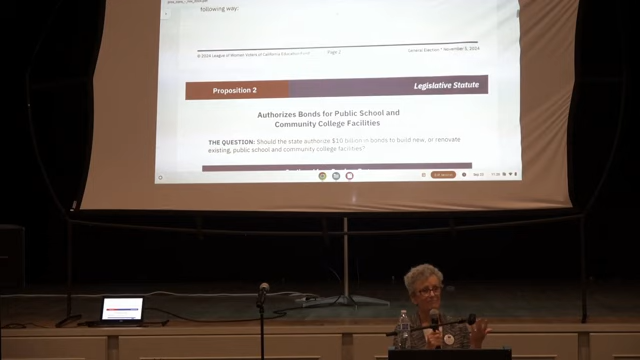 following way:
© 2024 League of Women Voters of California
Page 2
General Election * November 5, 2024
Proposition 2
Legislative Statute
Authorizes Bonds for Public School and
Community College Facilities
THE QUESTION: Should the state authorize $10 billion in bonds to build new, or renovate
existing, public school and community college facilities?